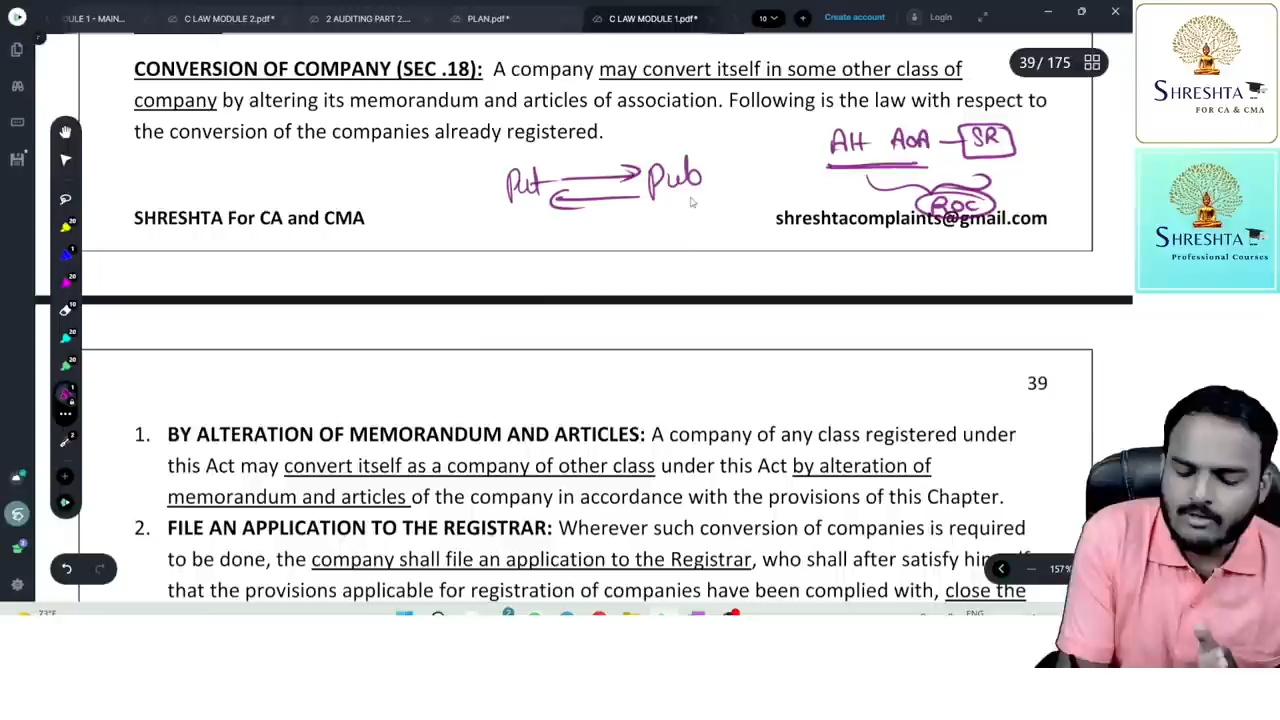 ULE 1 - MAIN...
C LAW MODULE 2.pdf*
2 AUDITING PART 2....
PLAN.pdf*
C LAW MODULE 1.pdf*
10
Create account
Login
CONVERSION OF COMPANY (SEC .18): A company may convert itself in some other class of
company by altering its memorandum and articles of association. Following is the law with respect to
the conversion of the companies already registered.
39 / 175
AH AoA – SR
Pvt Pub
ROC
SHRESHTA For CA and CMA
shreshtacomplaints@gmail.com
39
1. BY ALTERATION OF MEMORANDUM AND ARTICLES: A company of any class registered under
this Act may convert itself as a company of other class under this Act by alteration of
memorandum and articles of the company in accordance with the provisions of this Chapter.
2. FILE AN APPLICATION TO THE REGISTRAR: Wherever such conversion of companies is required
to be done, the company shall file an application to the Registrar, who shall after satisfy
that the provisions applicable for registration of companies have been complied with, close the
157%
73°F
ENG
SHRESHTA
FOR CA & CMA
SHRESHTA
Professional Courses